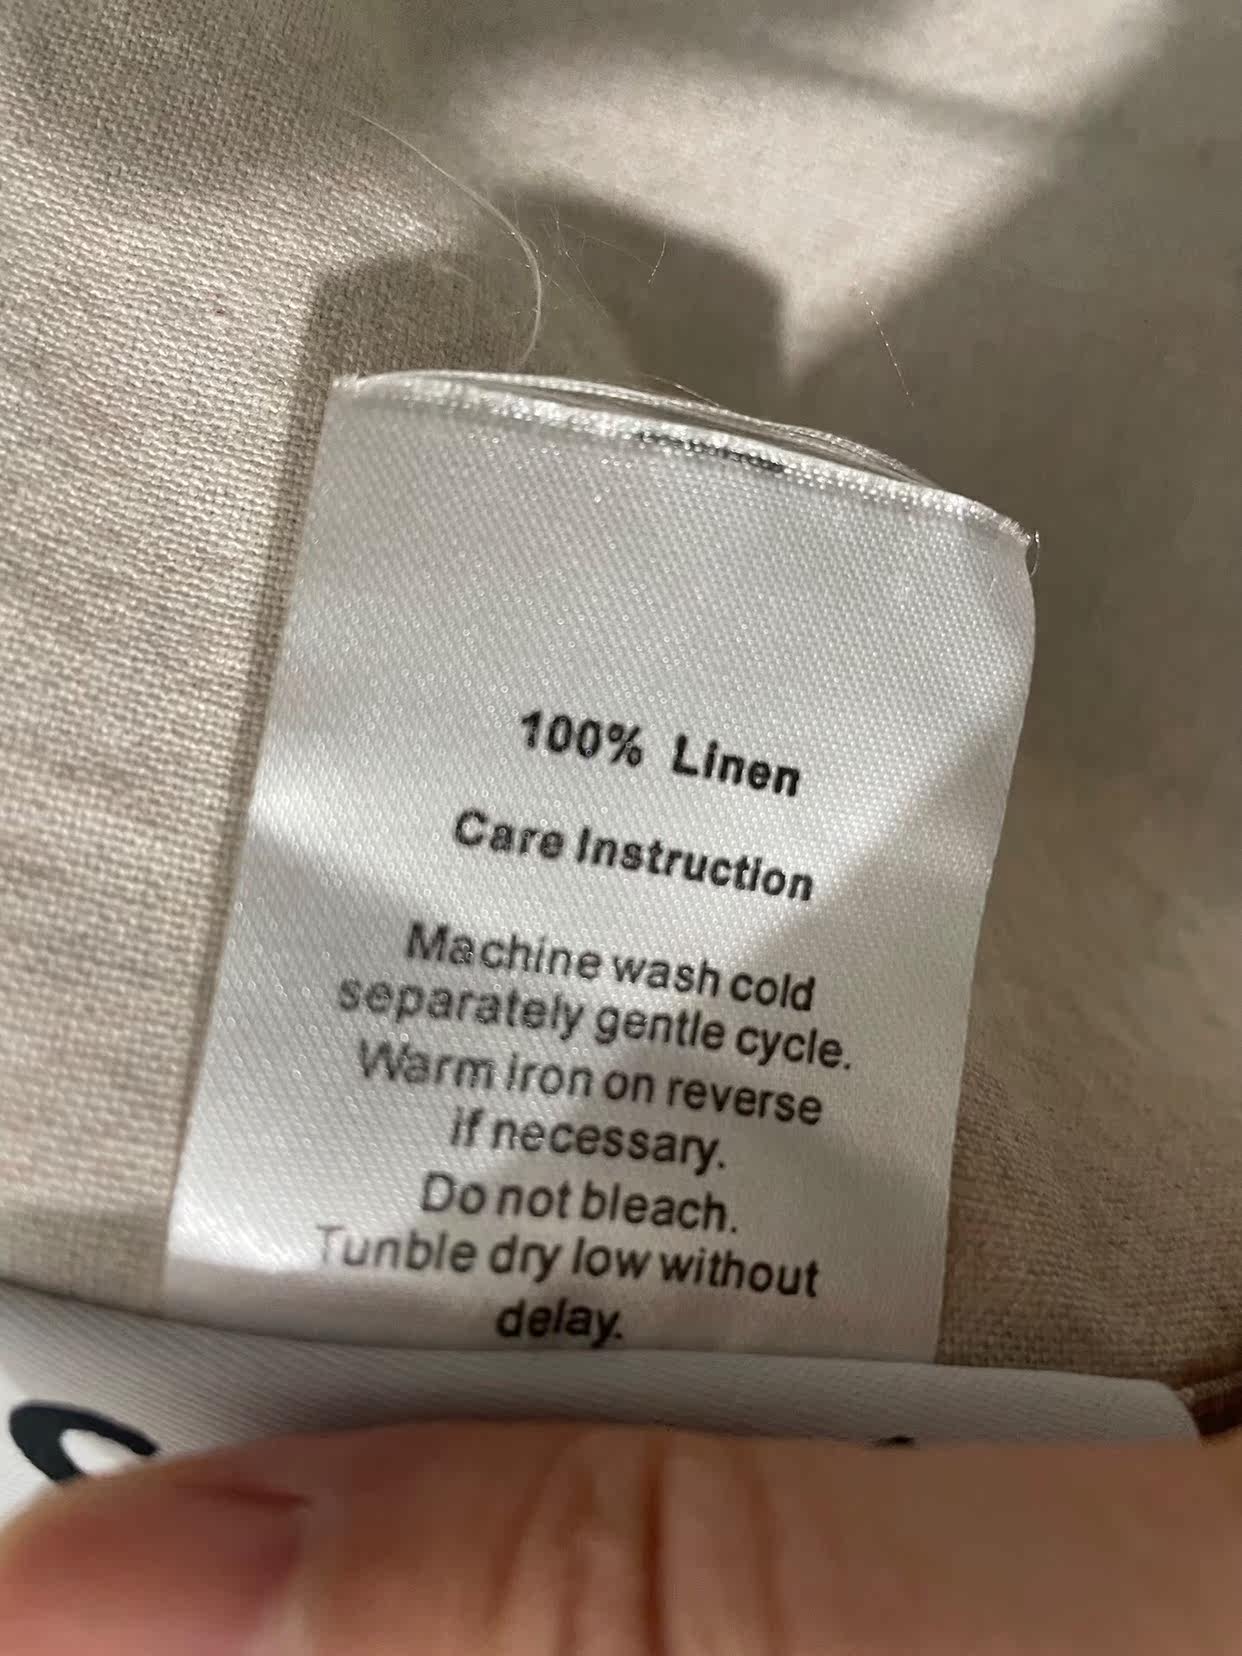 100% Linen
Care Instruction
Machine wash cold
separately gentle cycle.
Warm iron on reverse
if necessary.
Do not bleach.
Tunble dry low without
delay.